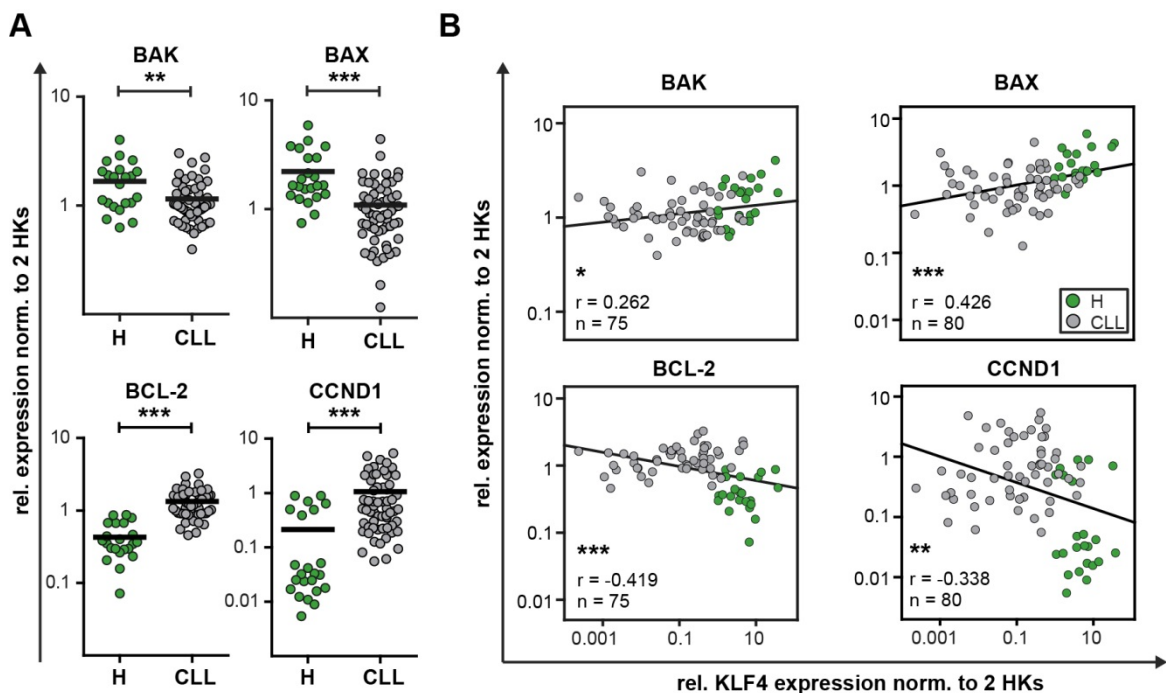 A
rel. expression norm. to 2 HKs
BAK
**
10
1
H CLL
BAX
***
10
1
H CLL
BCL-2
***
10
1
0.1
H CLL
CCND1
***
10
1
0.1
0.01
H CLL
B
rel. expression norm. to 2 HKs
BAK
10
1
0.1
*
r = 0.262
n = 75
BAX
10
1
0.1
0.01
***
r = 0.426
n = 80
H
CLL
BCL-2
10
1
0.1
0.01
***
r = -0.419
n = 75
0.001 0.1 10
CCND1
10
1
0.1
0.01
**
r = -0.338
n = 80
0.001 0.1 10
rel. KLF4 expression norm. to 2 HKs